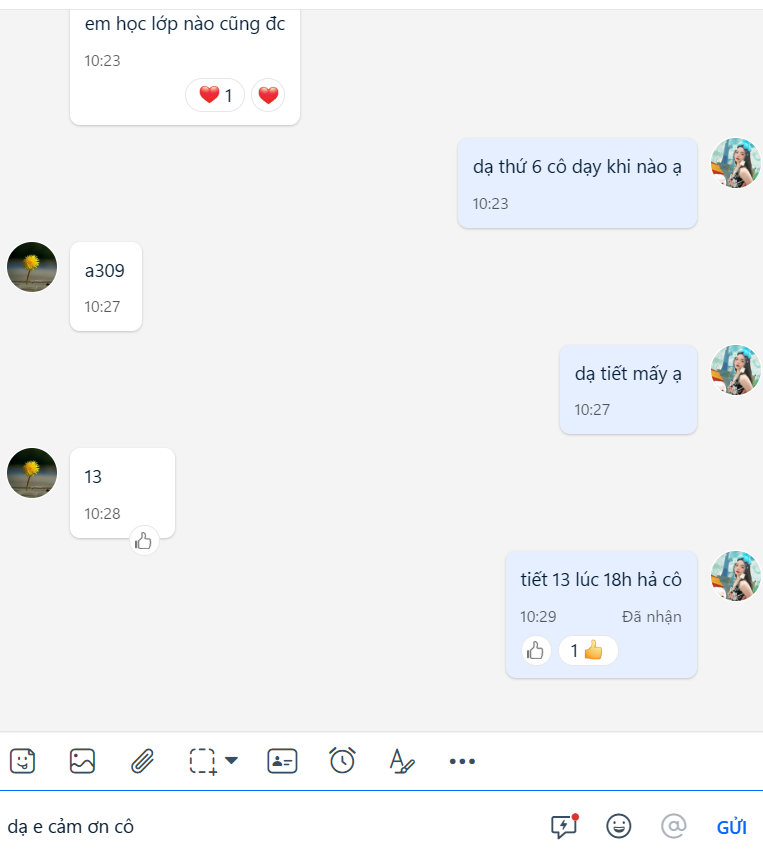 em học lớp nào cũng đc
10:23
1
dạ thứ 6 cô dạy khi nào ạ
10:23
a309
10:27
dạ tiết mấy ạ
10:27
13
10:28
tiết 13 lúc 18h hả cô
10:29 Đã nhận
1
dạ e cảm ơn cô @ GỬI